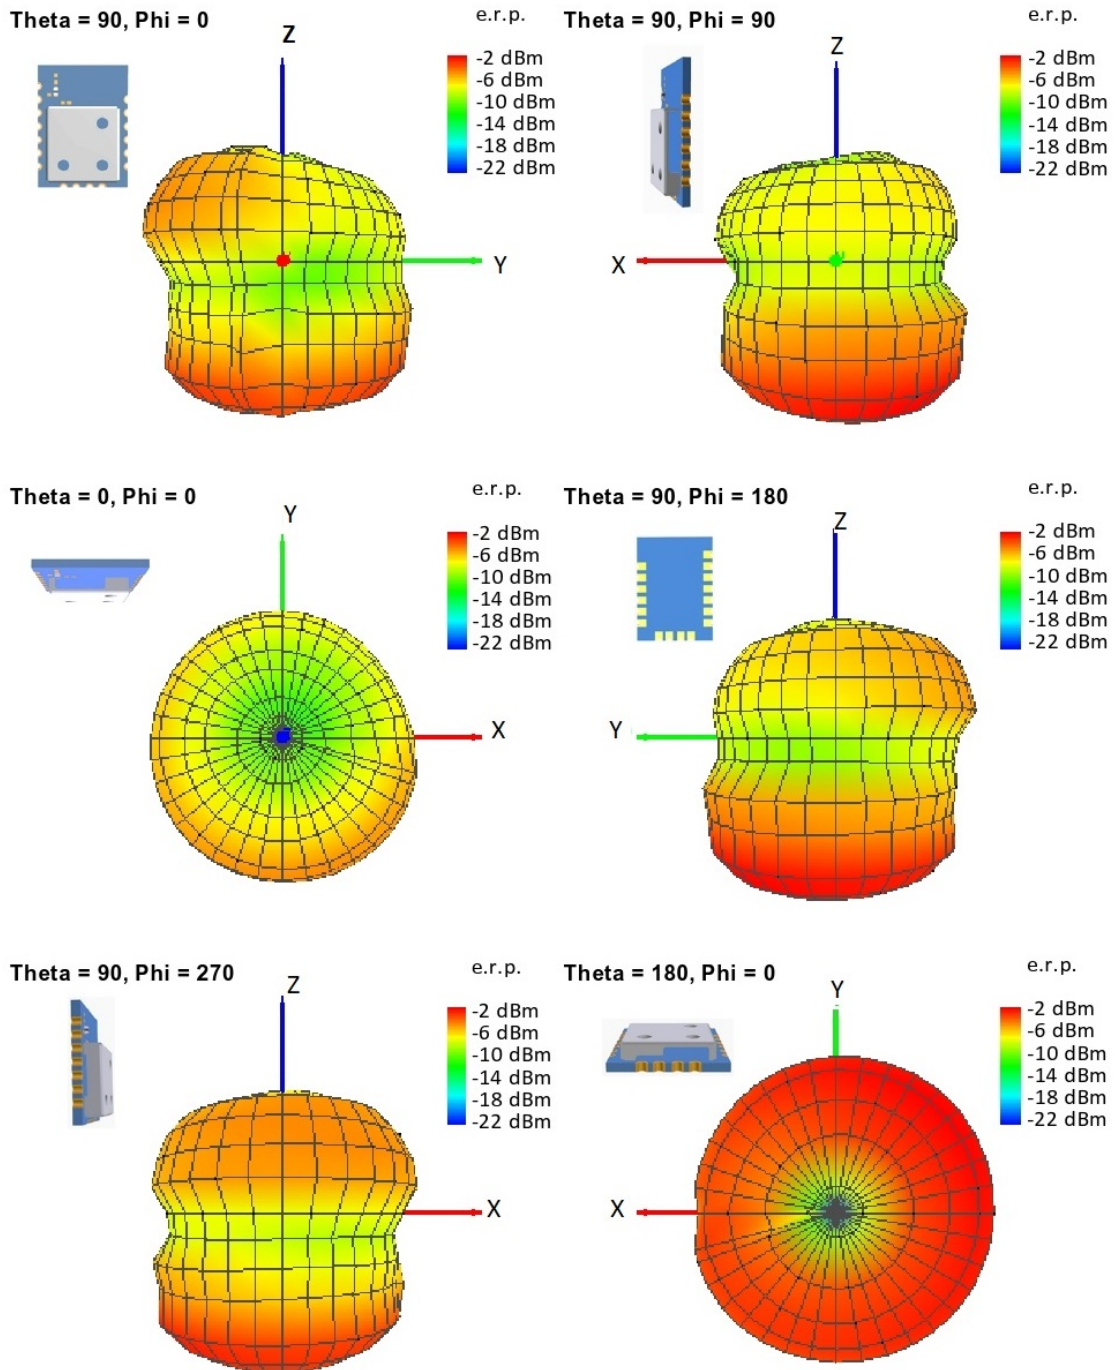 Theta = 90, Phi = 0
Z
e.r.p.
-2 dBm
-6 dBm
-10 dBm
-14 dBm
-18 dBm
-22 dBm
Y
Theta = 90, Phi = 90
Z
e.r.p.
-2 dBm
-6 dBm
-10 dBm
-14 dBm
-18 dBm
-22 dBm
X
Theta = 0, Phi = 0
Y
e.r.p.
-2 dBm
-6 dBm
-10 dBm
-14 dBm
-18 dBm
-22 dBm
X
Theta = 90, Phi = 180
Z
e.r.p.
-2 dBm
-6 dBm
-10 dBm
-14 dBm
-18 dBm
-22 dBm
Y
Theta = 90, Phi = 270
Z
e.r.p.
-2 dBm
-6 dBm
-10 dBm
-14 dBm
-18 dBm
-22 dBm
X
Theta = 180, Phi = 0
Y
e.r.p.
-2 dBm
-6 dBm
-10 dBm
-14 dBm
-18 dBm
-22 dBm
X